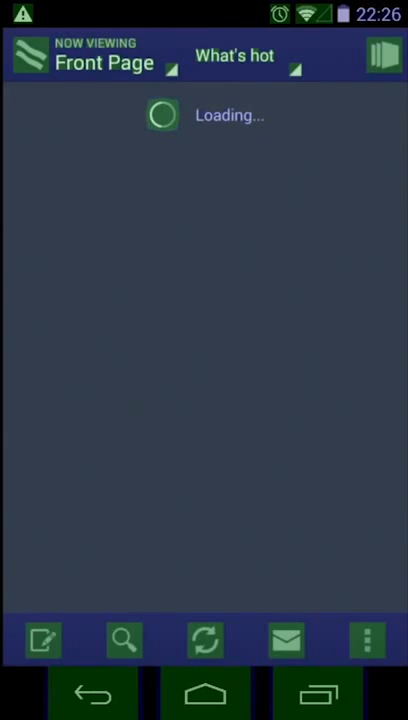 22:26
NOW VIEWING
Front Page
What's hot
Loading...